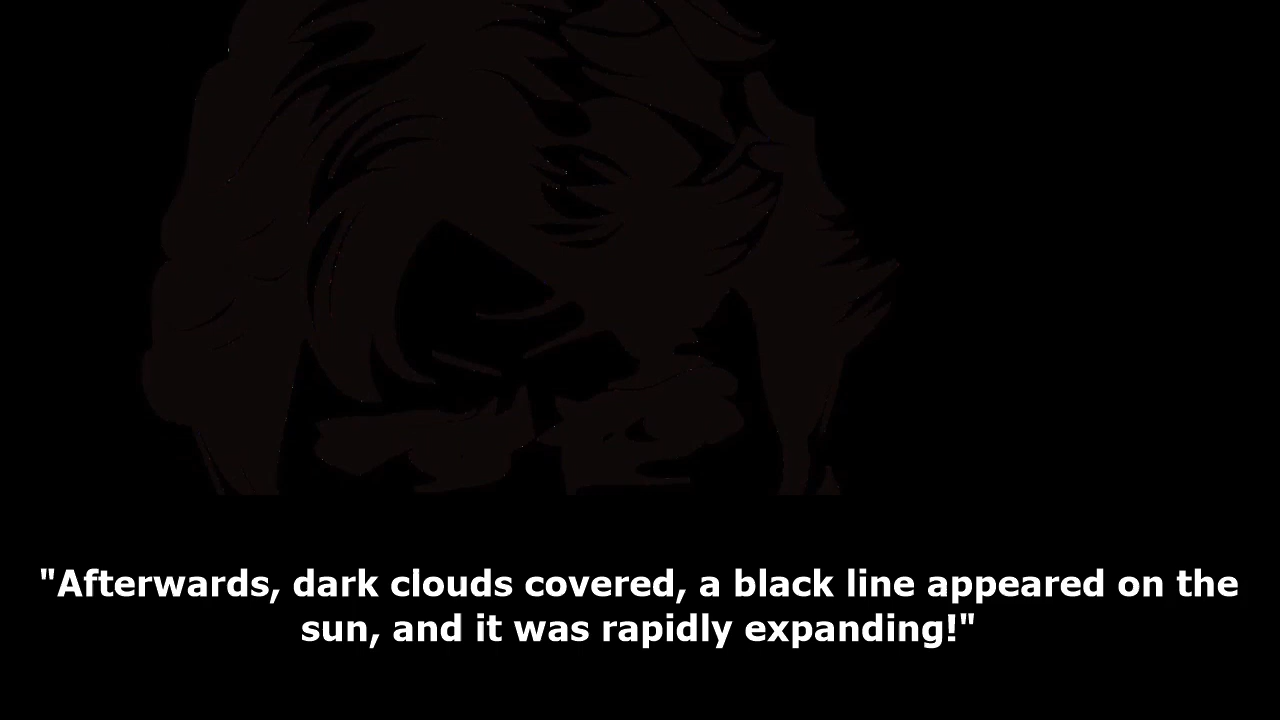 "Afterwards, dark clouds covered, a black line appeared on the
sun, and it was rapidly expanding!"